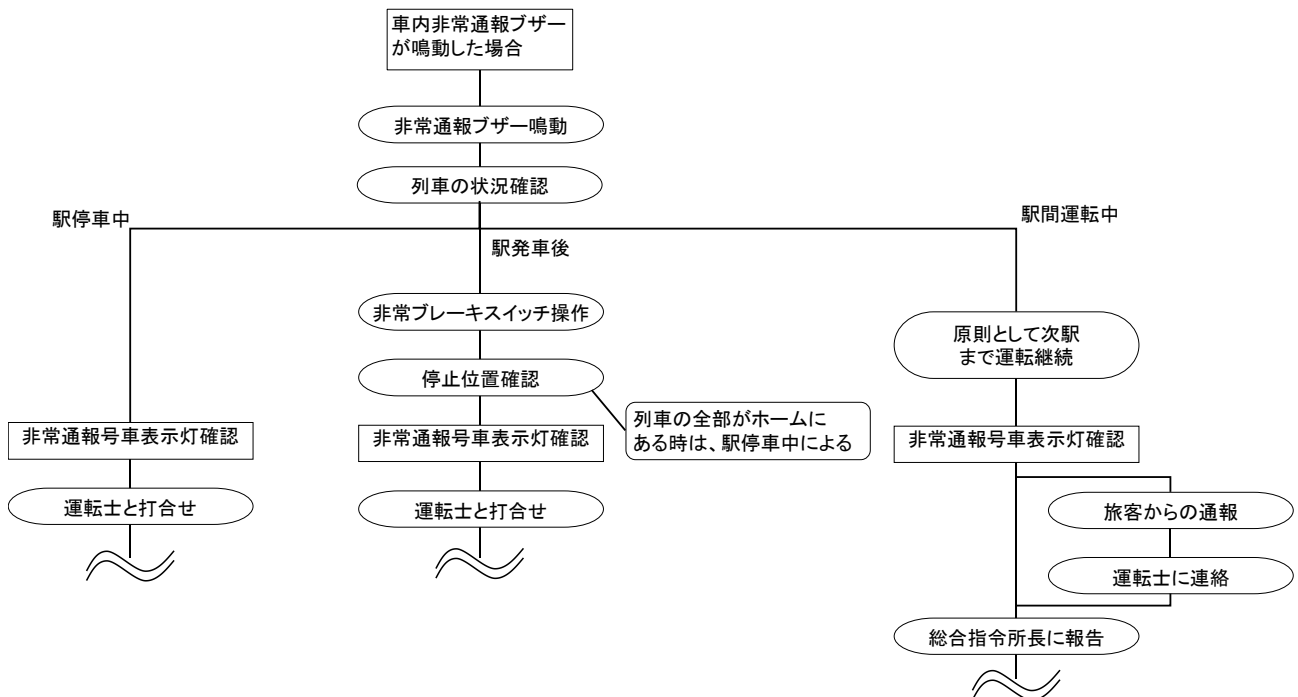 車内非常通報ブザー
が鳴動した場合
非常通報ブザー鳴動
列車の状況確認
駅停車中
駅発車後
駅間運転中
非常ブレーキスイッチ操作
原則として次駅
まで運転継続
停止位置確認
列車の全部がホームに
ある時は、駅停車中による
非常通報号車表示灯確認
非常通報号車表示灯確認
非常通報号車表示灯確認
運転士と打合せ
運転士と打合せ
旅客からの通報
運転士に連絡
総合指令所長に報告